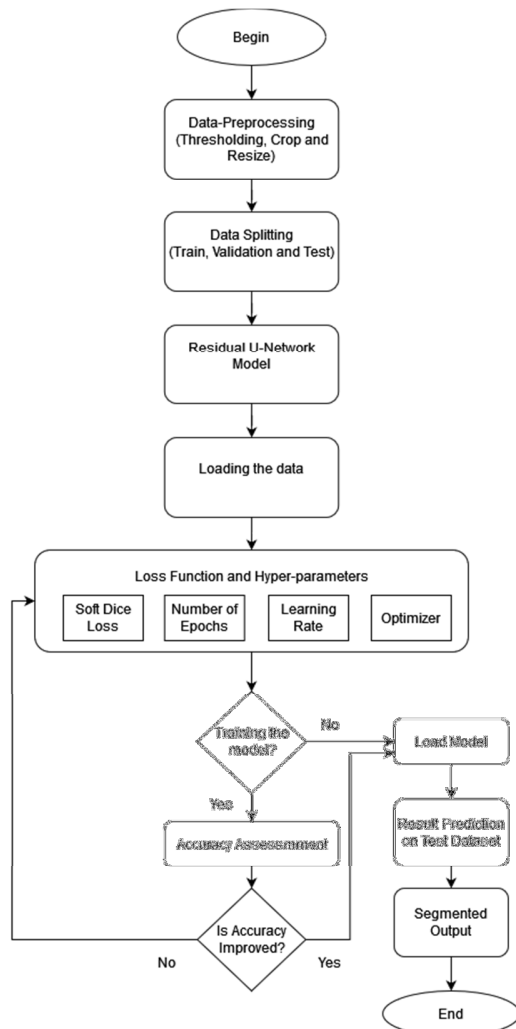 Begin
Data-Preprocessing
(Thresholding, Crop and
Resize)
Data Splitting
(Train, Validation and Test)
Residual U-Network
Model
Loading the data
Loss Function and Hyper-parameters
Soft Dice
Loss
Number of
Epochs
Learning
Rate
Optimizer
Training the
model?
No
Load Model
Yes
Accuracy Assessmment
Result Prediction
on Test Dataset
Is Accuracy
Improved?
No
Yes
Segmented
Output
End